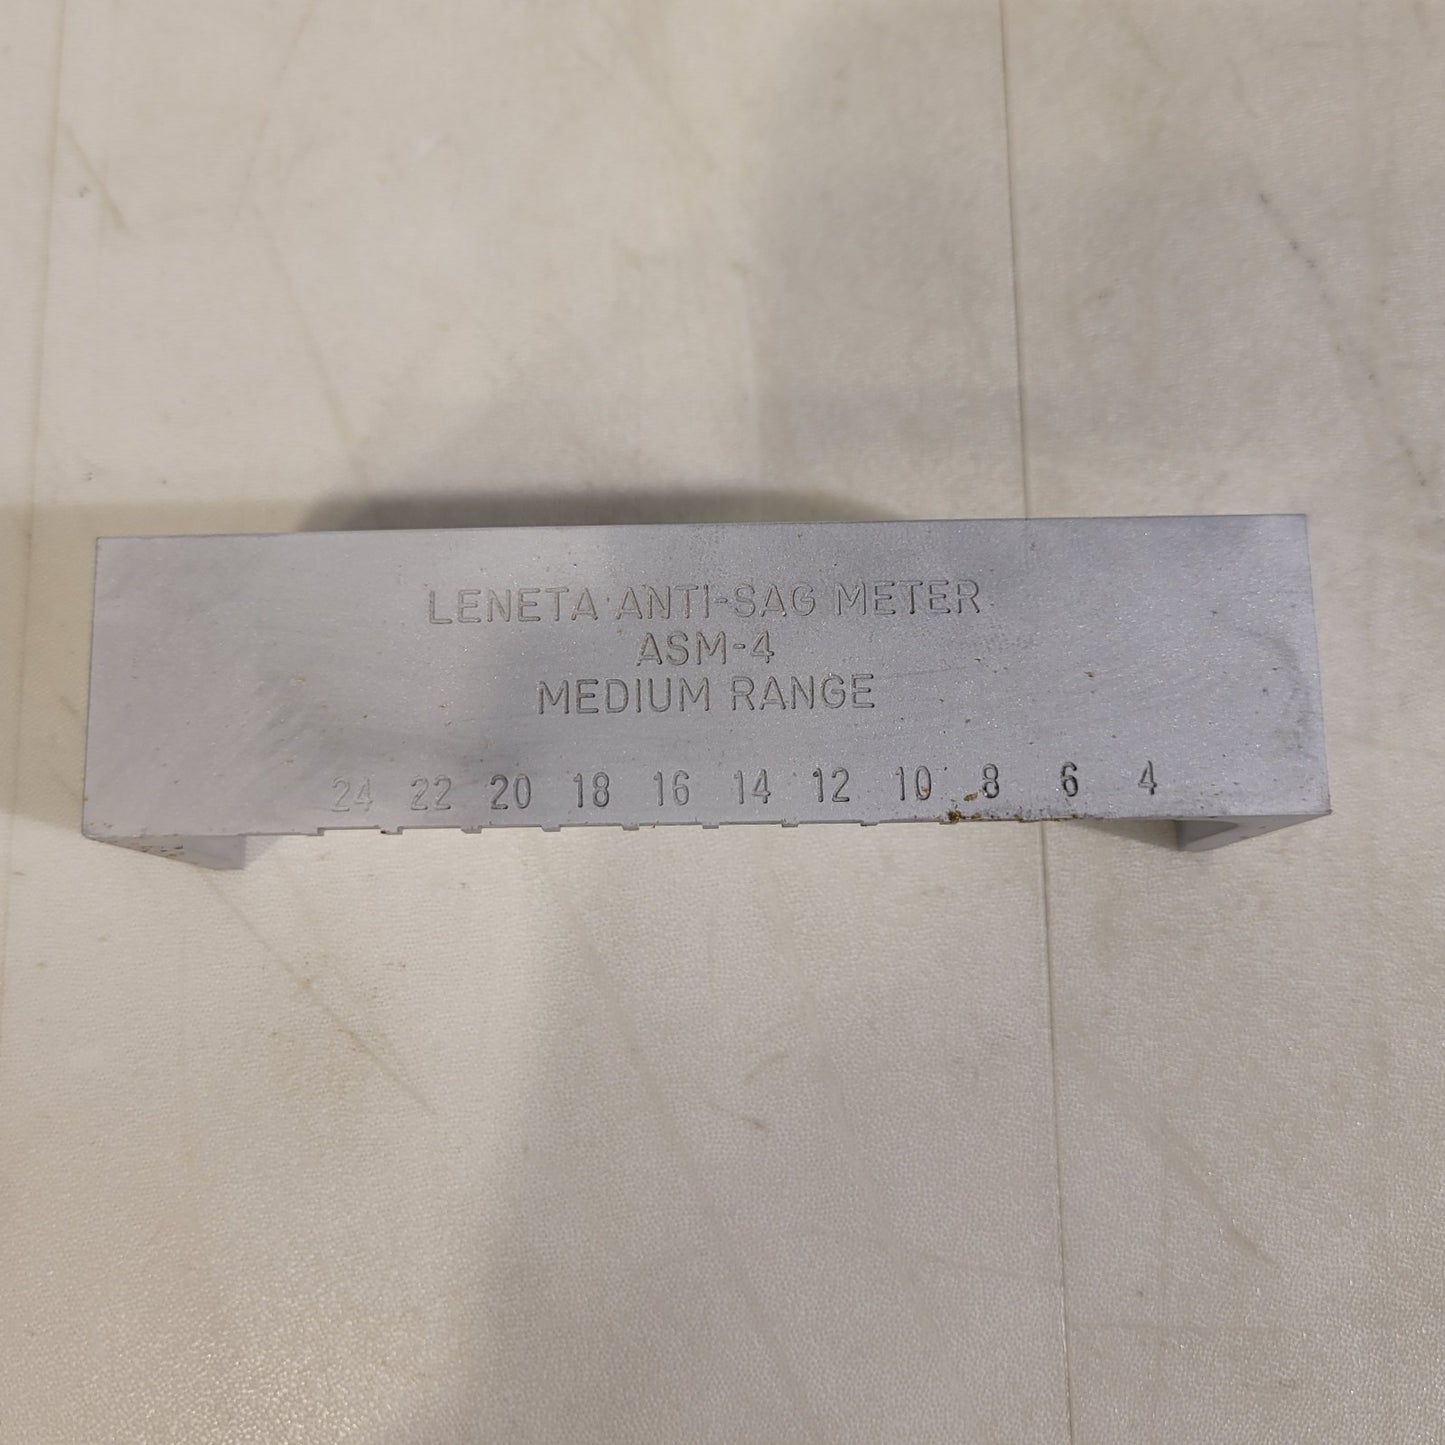 LENETA ANTI-SAG METER
ASM-4
MEDIUM RANGE
24 22 20 18 16 14 12 10 8 6 4